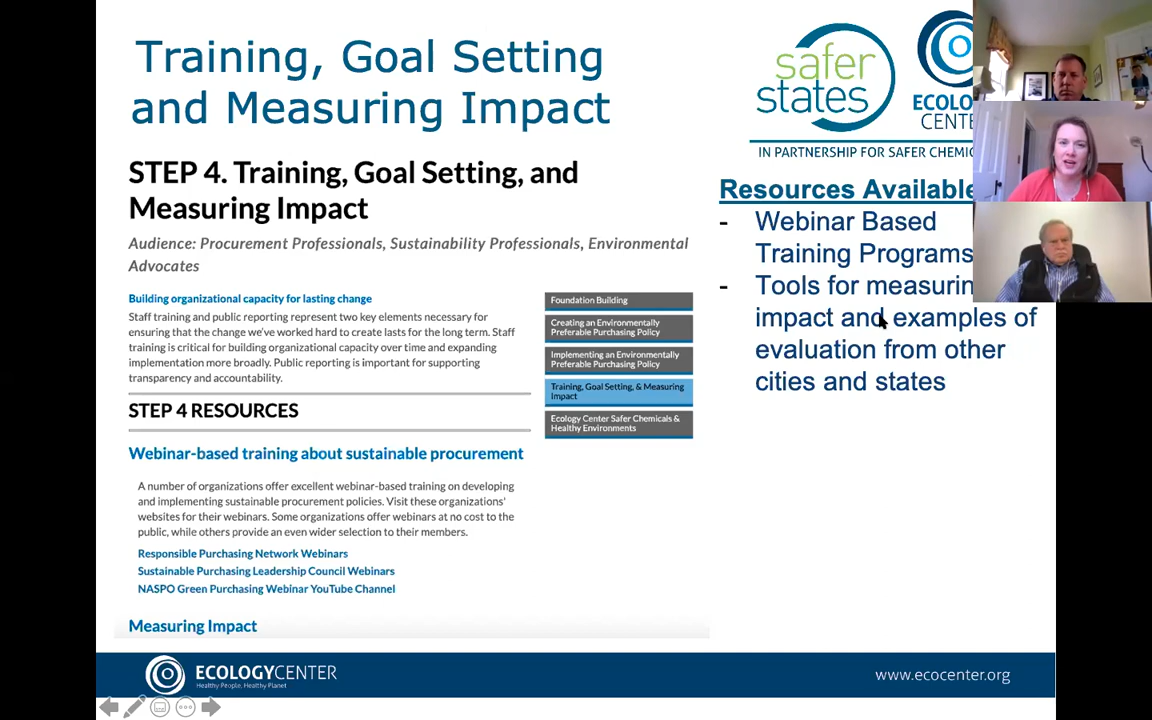 Training, Goal Setting
and Measuring Impact
safer
states
ECOLOGY
CENTE
IN PARTNERSHIP FOR SAFER CHEMIC
STEP 4. Training, Goal Setting, and
Measuring Impact
Audience: Procurement Professionals, Sustainability Professionals, Environmental
Advocates
Building organizational capacity for lasting change
Staff training and public reporting represent two key elements necessary for
ensuring that the change we've worked hard to create lasts for the long term. Staff
training is critical for building organizational capacity over time and expanding
implementation more broadly. Public reporting is important for supporting
transparency and accountability.
STEP 4 RESOURCES
Webinar-based training about sustainable procurement
A number of organizations offer excellent webinar-based training on developing
and implementing sustainable procurement policies. Visit these organizations'
websites for their webinars. Some organizations offer webinars at no cost to the
public, while others provide an even wider selection to their members.
Responsible Purchasing Network Webinars
Sustainable Purchasing Leadership Council Webinars
NASPO Green Purchasing Webinar YouTube Channel
Measuring Impact
Foundation Building
Creating an Environmentally
Preferable Purchasing Policy
Implementing an Environmentally
Preferable Purchasing Policy
Training, Goal Setting, & Measuring
Impact
Ecology Center Safer Chemicals &
Healthy Environments
Resources Available
- Webinar Based
Training Programs
- Tools for measurin
impact and examples of
evaluation from other
cities and states
ECOLOGYCENTER
Healthy People, Healthy Planet
www.ecocenter.org